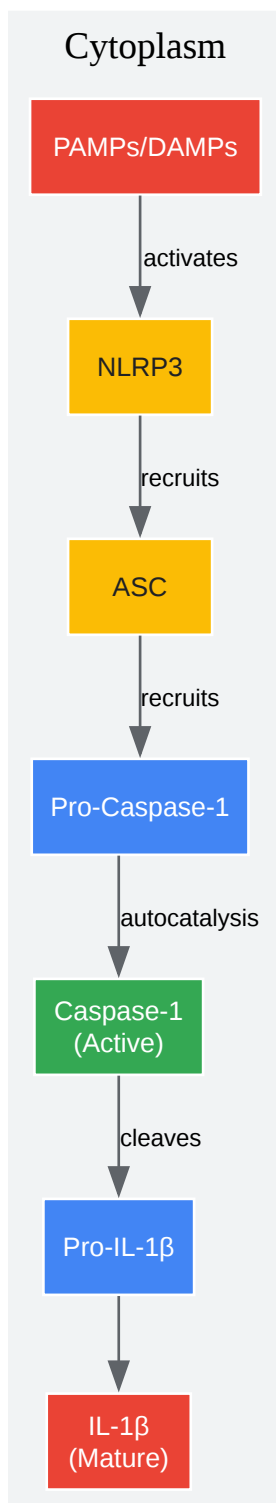 Cytoplasm
PAMPs/DAMPs
activates
NLRP3
recruits
ASC
recruits
Pro-Caspase-1
autocatalysis
Caspase-1
(Active)
cleaves
Pro-IL-1β
IL-1β
(Mature)